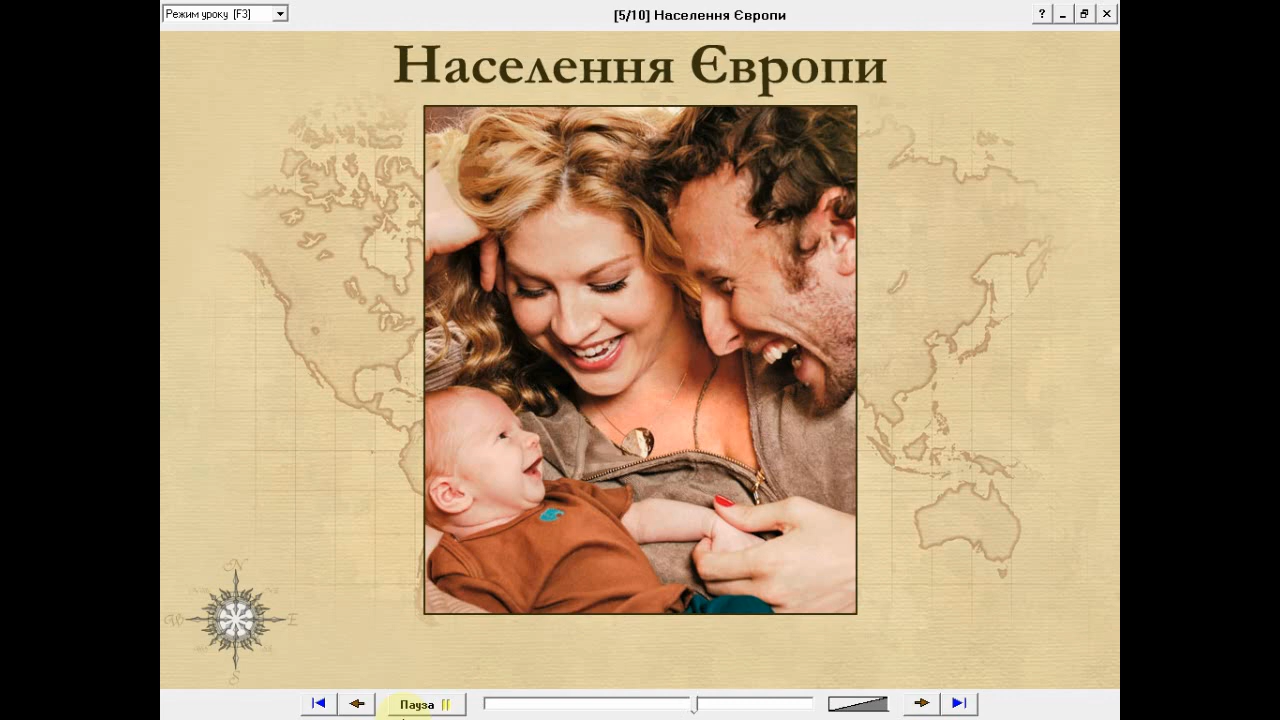 Режим уроку [F3]
[5/10] Населення Європи
?
Населення Європи
N
W
E
S
Пауза